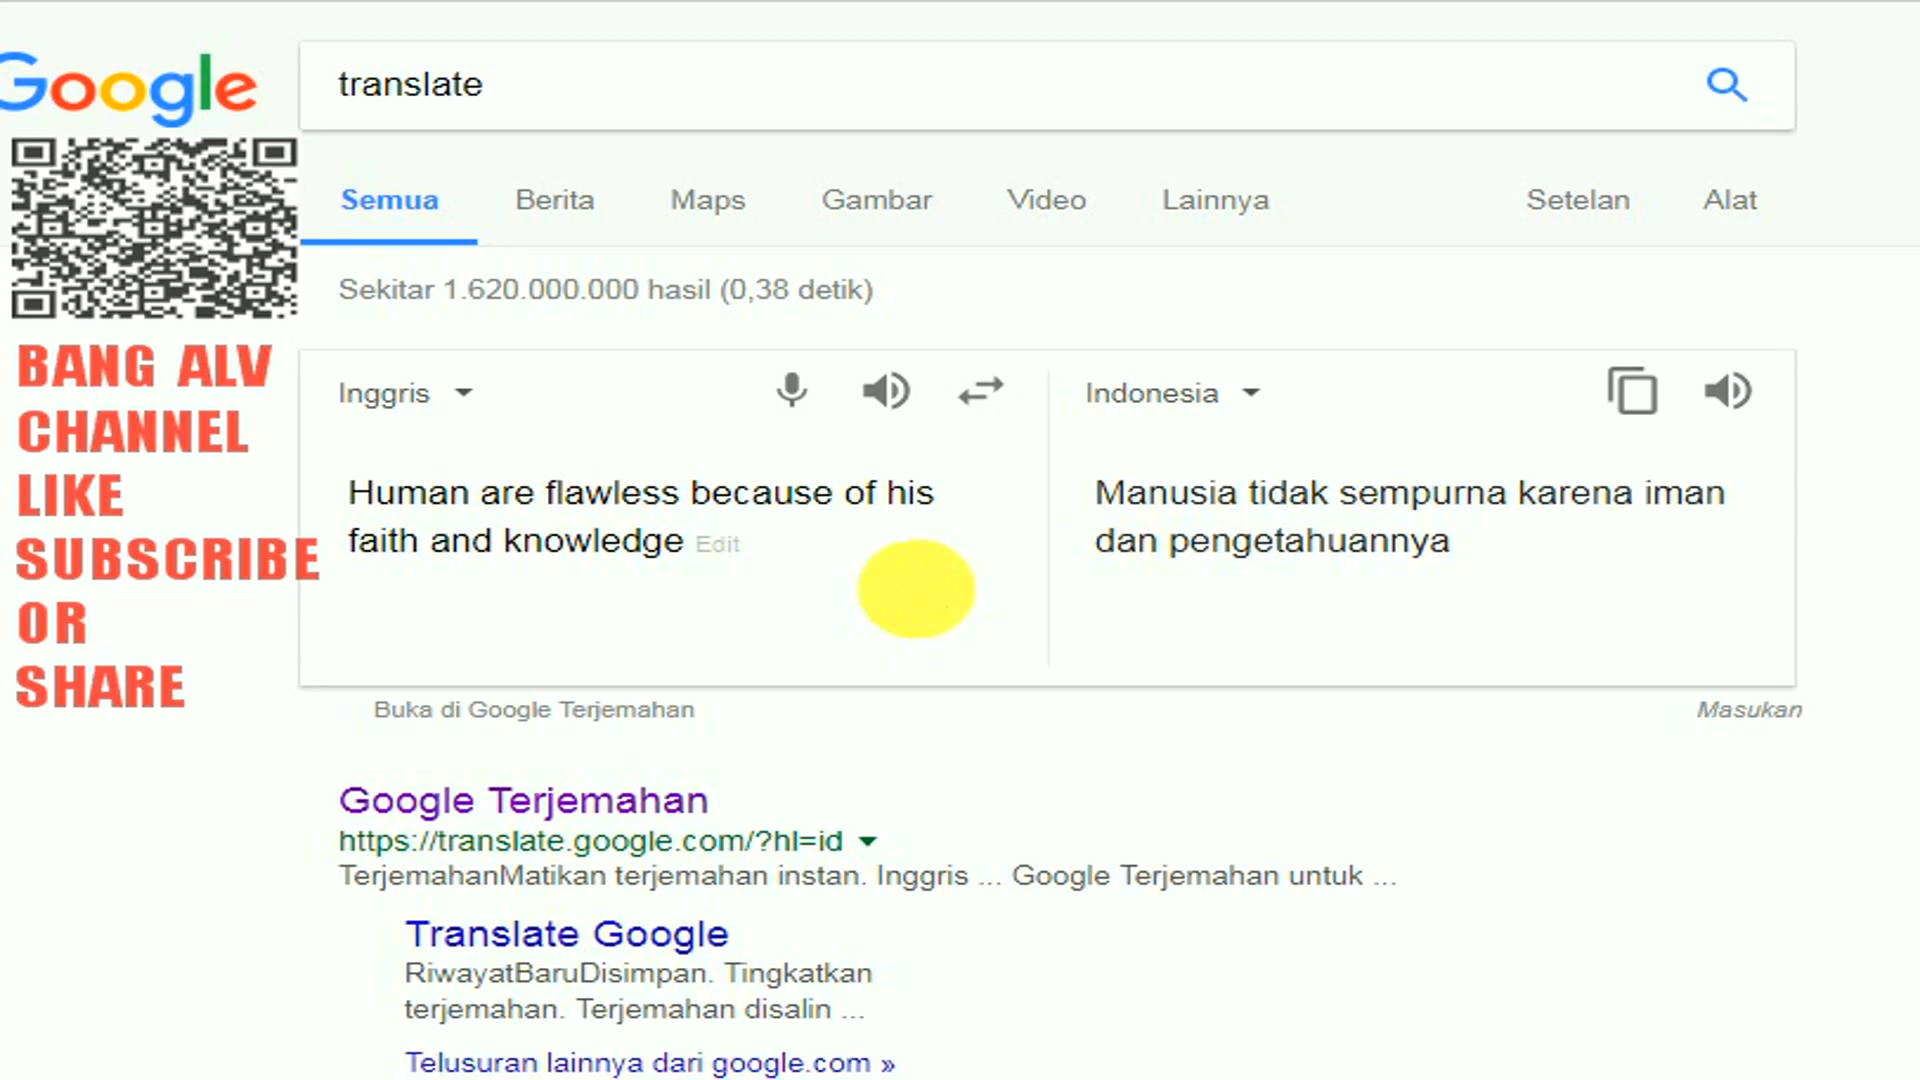 Google
translate
Semua Berita Maps Gambar Video Lainnya Setelan Alat
Sekitar 1.620.000.000 hasil (0,38 detik)
BANG ALV
CHANNEL
LIKE
SUBSCRIBE
OR
SHARE
Inggris
Indonesia
Human are flawless because of his
faith and knowledge Edit
Manusia tidak sempurna karena iman
dan pengetahuannya
Buka di Google Terjemahan
Masukan
Google Terjemahan
https://translate.google.com/?hl=id
TerjemahanMatikan terjemahan instan. Inggris ... Google Terjemahan untuk ...
Translate Google
RiwayatBaruDisimpan. Tingkatkan
terjemahan. Terjemahan disalin ...
Telusuran lainnya dari google.com »